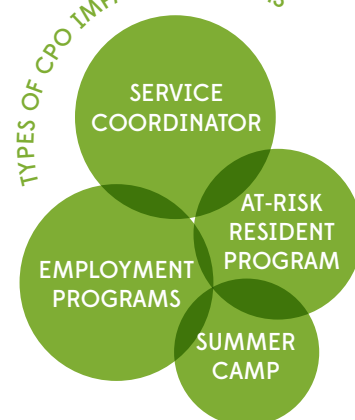 TYPES OF CPO
SERVICE
COORDINATOR
AT-RISK
RESIDENT
PROGRAM
EMPLOYMENT
PROGRAMS
SUMMER
CAMP